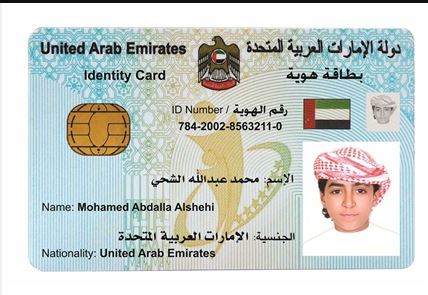 United Arab Emirates دولة الإمارات العربية المتحدة
Identity Card بطاقة هوية
ID Number / رقم الهوية
784-2002-8563211-0
الإسم: محمد عبدالله الشحي
Name: Mohamed Abdalla Alshehi
الجنسية: الإمارات العربية المتحدة
Nationality: United Arab Emirates